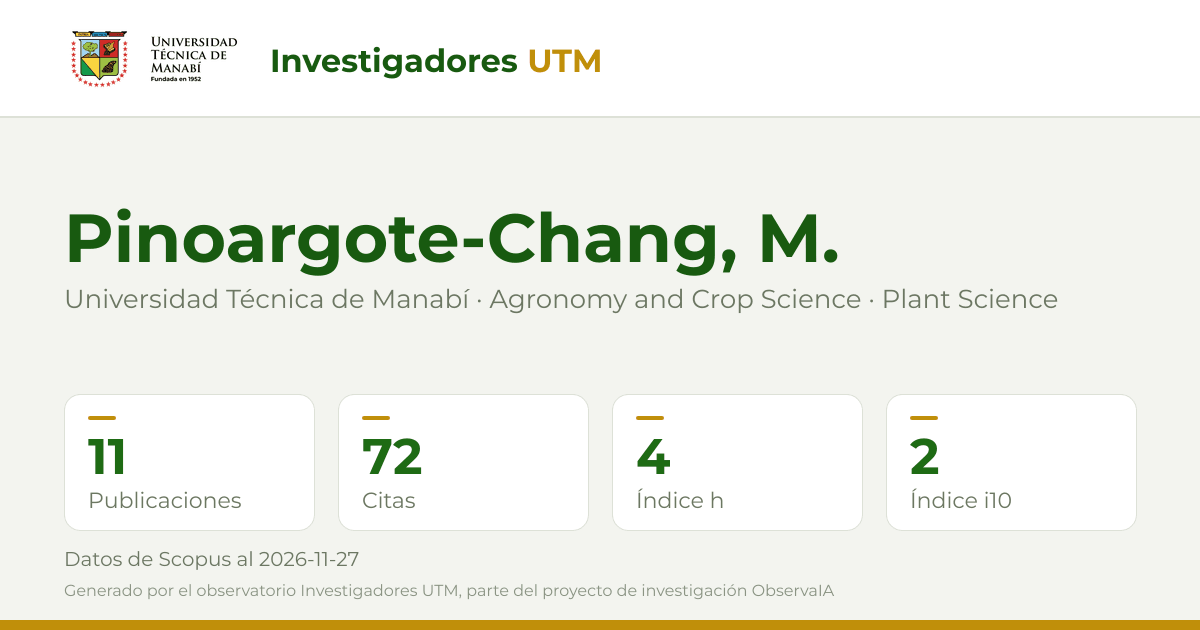 UNIVERSIDAD
TÉCNICA DE
MANABÍ
Fundada en 1952
Investigadores UTM
Pinoargote-Chang, M.
Universidad Técnica de Manabí · Agronomy and Crop Science · Plant Science
11
Publicaciones
72
Citas
4
Índice h
2
Índice i10
Datos de Scopus al 2026-11-27
Generado por el observatorio Investigadores UTM, parte del proyecto de investigación ObservaIA